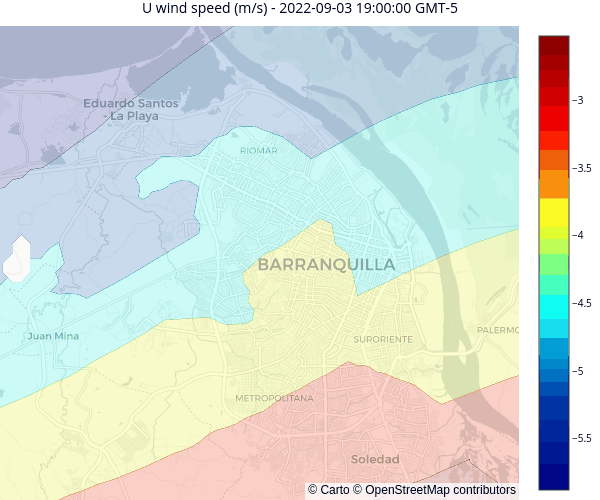 U wind speed (m/s) - 2022-09-03 19:00:00 GMT-5
Eduardo Santos
- La Playa
RIOMAR
BARRANQUILLA
Juan Mina
SURORIENTE
PALERMO
METROPOLITANA
Soledad
© Carto © OpenStreetMap contributors
−3
−3.5
−4
−4.5
−5
−5.5